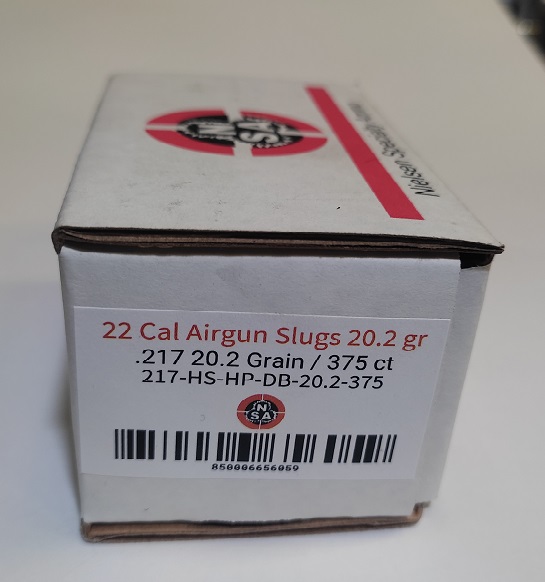 NSA
Nielsen Specialty
22 Cal Airgun Slugs 20.2 gr
.217 20.2 Grain / 375 ct
217-HS-HP-DB-20.2-375
NSA
850006656059